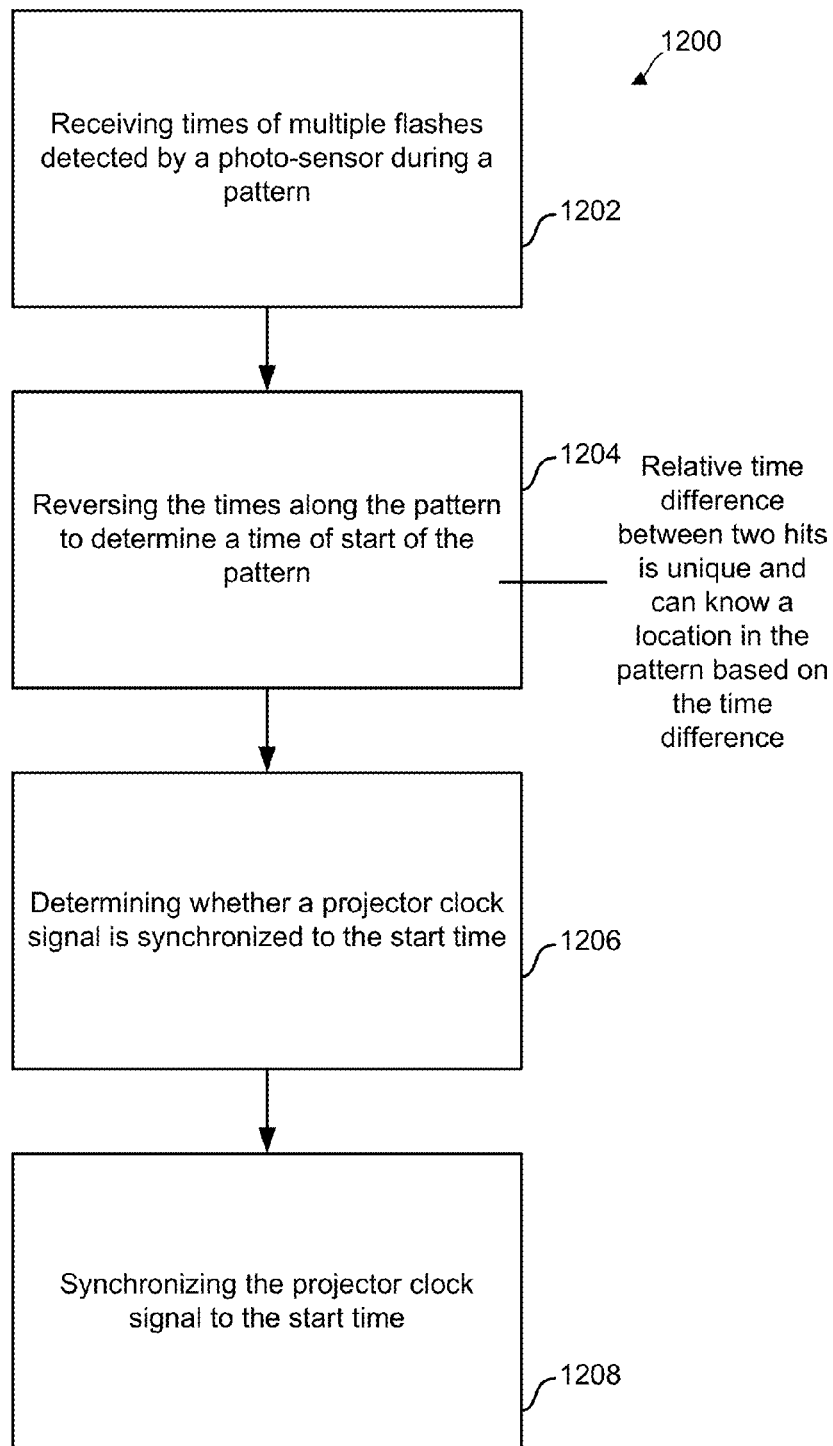 1200
Receiving times of multiple flashes
detected by a photo-sensor during a
pattern
1202
Reversing the times along the pattern
to determine a time of start of the
pattern
1204
Relative time
difference
between two hits
is unique and
can know a
location in the
pattern based on
the time
difference
Determining whether a projector clock
signal is synchronized to the start time
1206
Synchronizing the projector clock
signal to the start time
1208